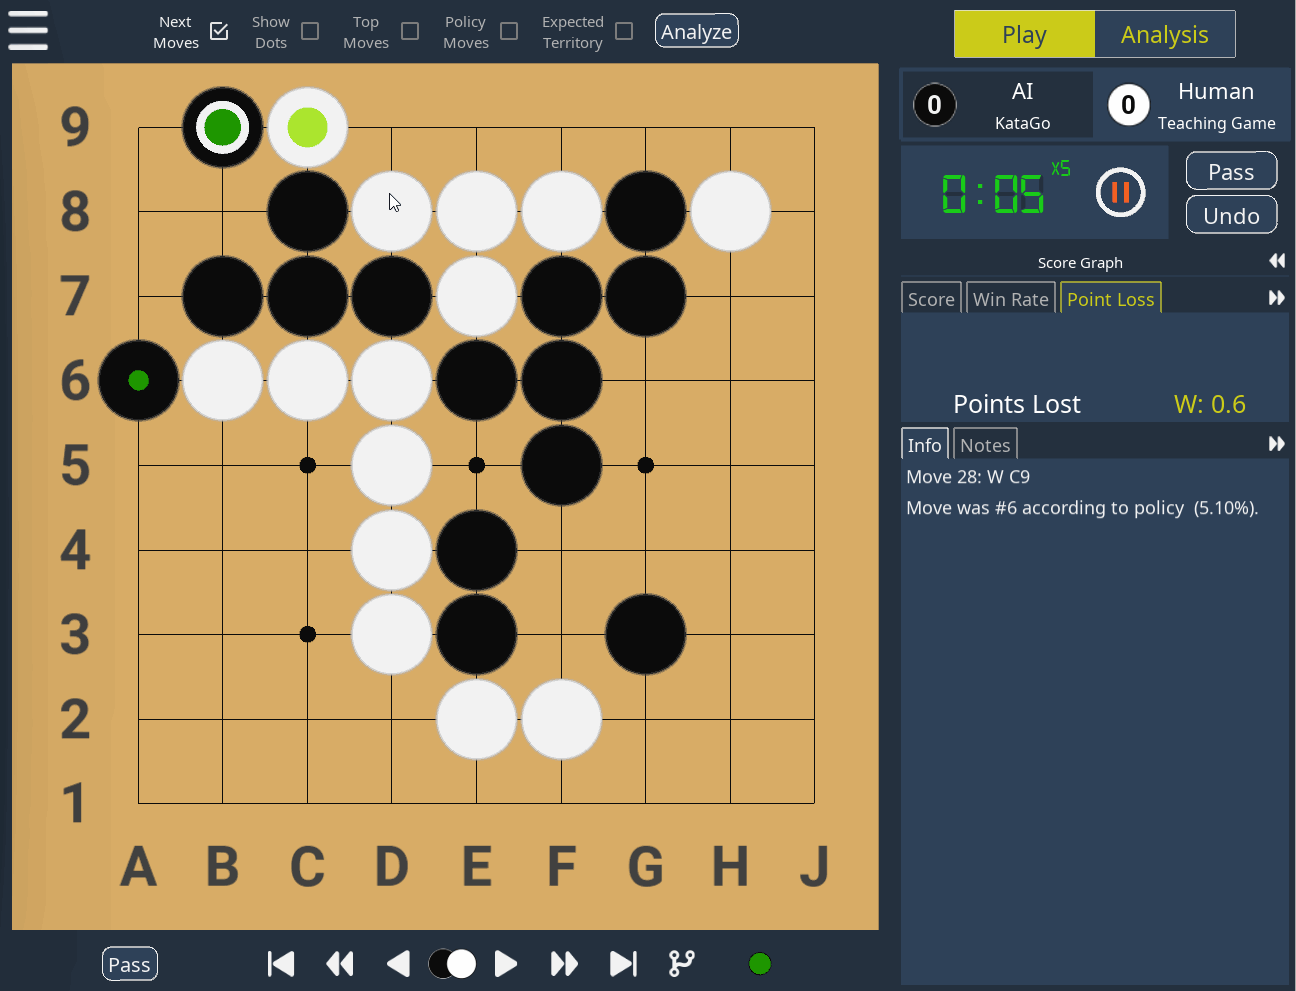 Next Moves
Show Dots
Top Moves
Policy Moves
Expected Territory
Analyze
Play
Analysis
0
AI
KataGo
0
Human
Teaching Game
0:05
x5
Pass
Undo
Score Graph
Score
Win Rate
Point Loss
Points Lost
W: 0.6
Info
Notes
Move 28: W C9
Move was #6 according to policy (5.10%).
9
8
7
6
5
4
3
2
1
A B C D E F G H J
Pass